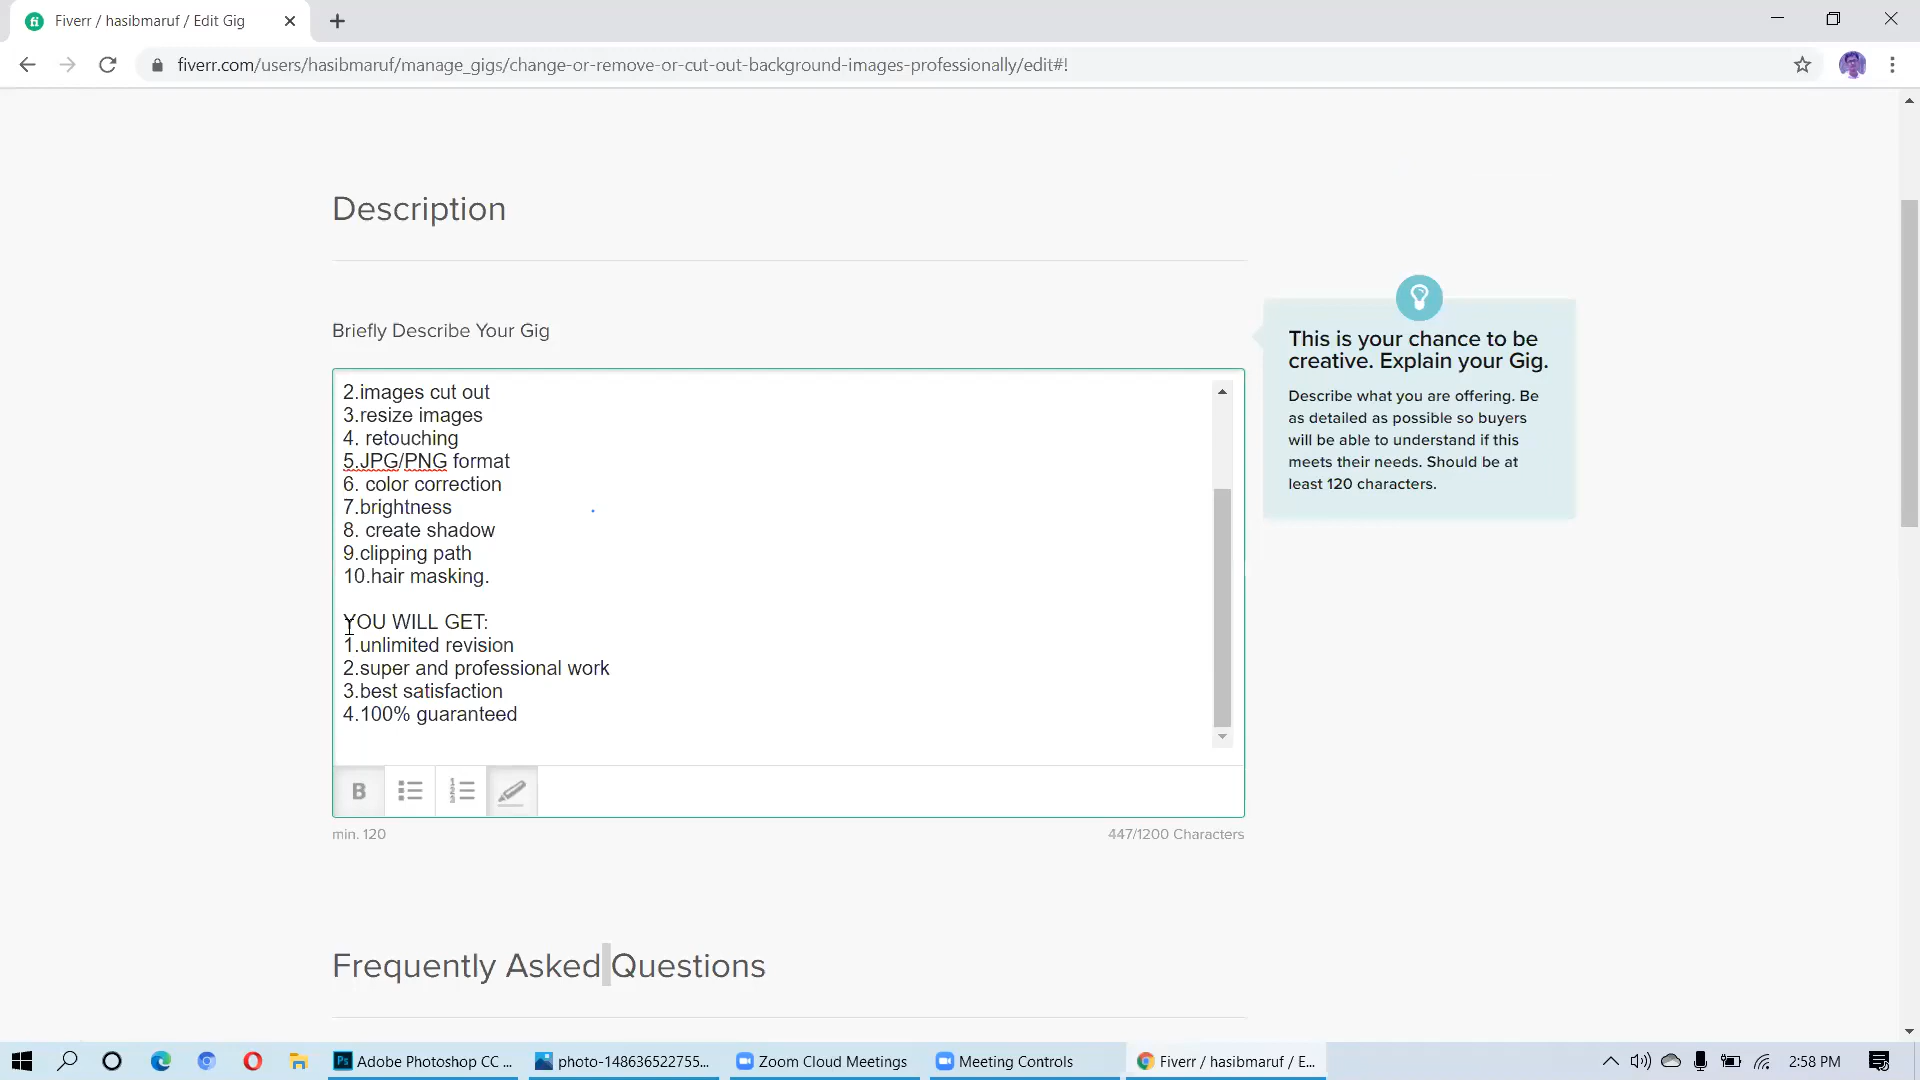 Fiverr / hasibmaruf / Edit Gig
fiverr.com/users/hasibmaruf/manage_gigs/change-or-remove-or-cut-out-background-images-professionally/edit#!
Description
Briefly Describe Your Gig
2.images cut out
3.resize images
4. retouching
5.JPG/PNG format
6. color correction
7.brightness
8. create shadow
9.clipping path
10.hair masking.
YOU WILL GET:
1.unlimited revision
2.super and professional work
3.best satisfaction
4.100% guaranteed
B
min. 120
447/1200 Characters
This is your chance to be
creative. Explain your Gig.
Describe what you are offering. Be
as detailed as possible so buyers
will be able to understand if this
meets their needs. Should be at
least 120 characters.
Frequently Asked Questions
Adobe Photoshop CC ...
photo-148636522755...
Zoom Cloud Meetings
Meeting Controls
Fiverr / hasibmaruf / E...
2:58 PM